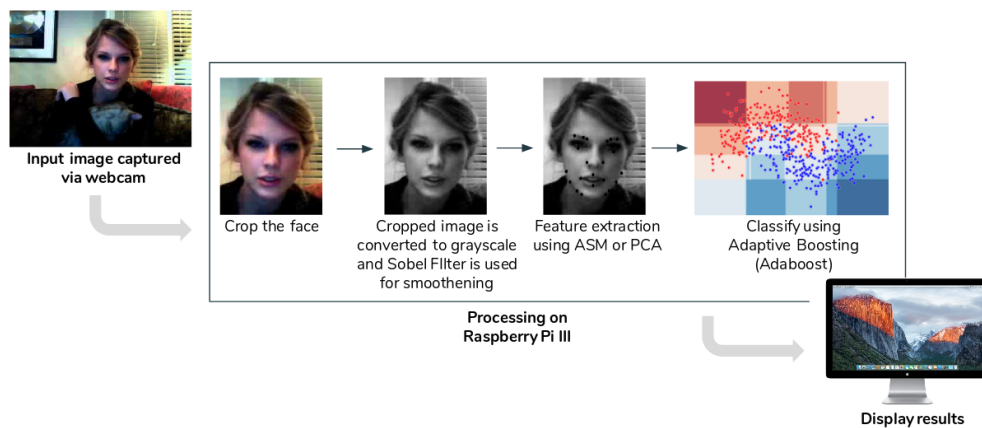 Input image captured
via webcam
Crop the face
Cropped image is
converted to grayscale
and Sobel FIlter is used
for smoothening
Feature extraction
using ASM or PCA
Classify using
Adaptive Boosting
(Adaboost)
Processing on
Raspberry Pi III
Display results